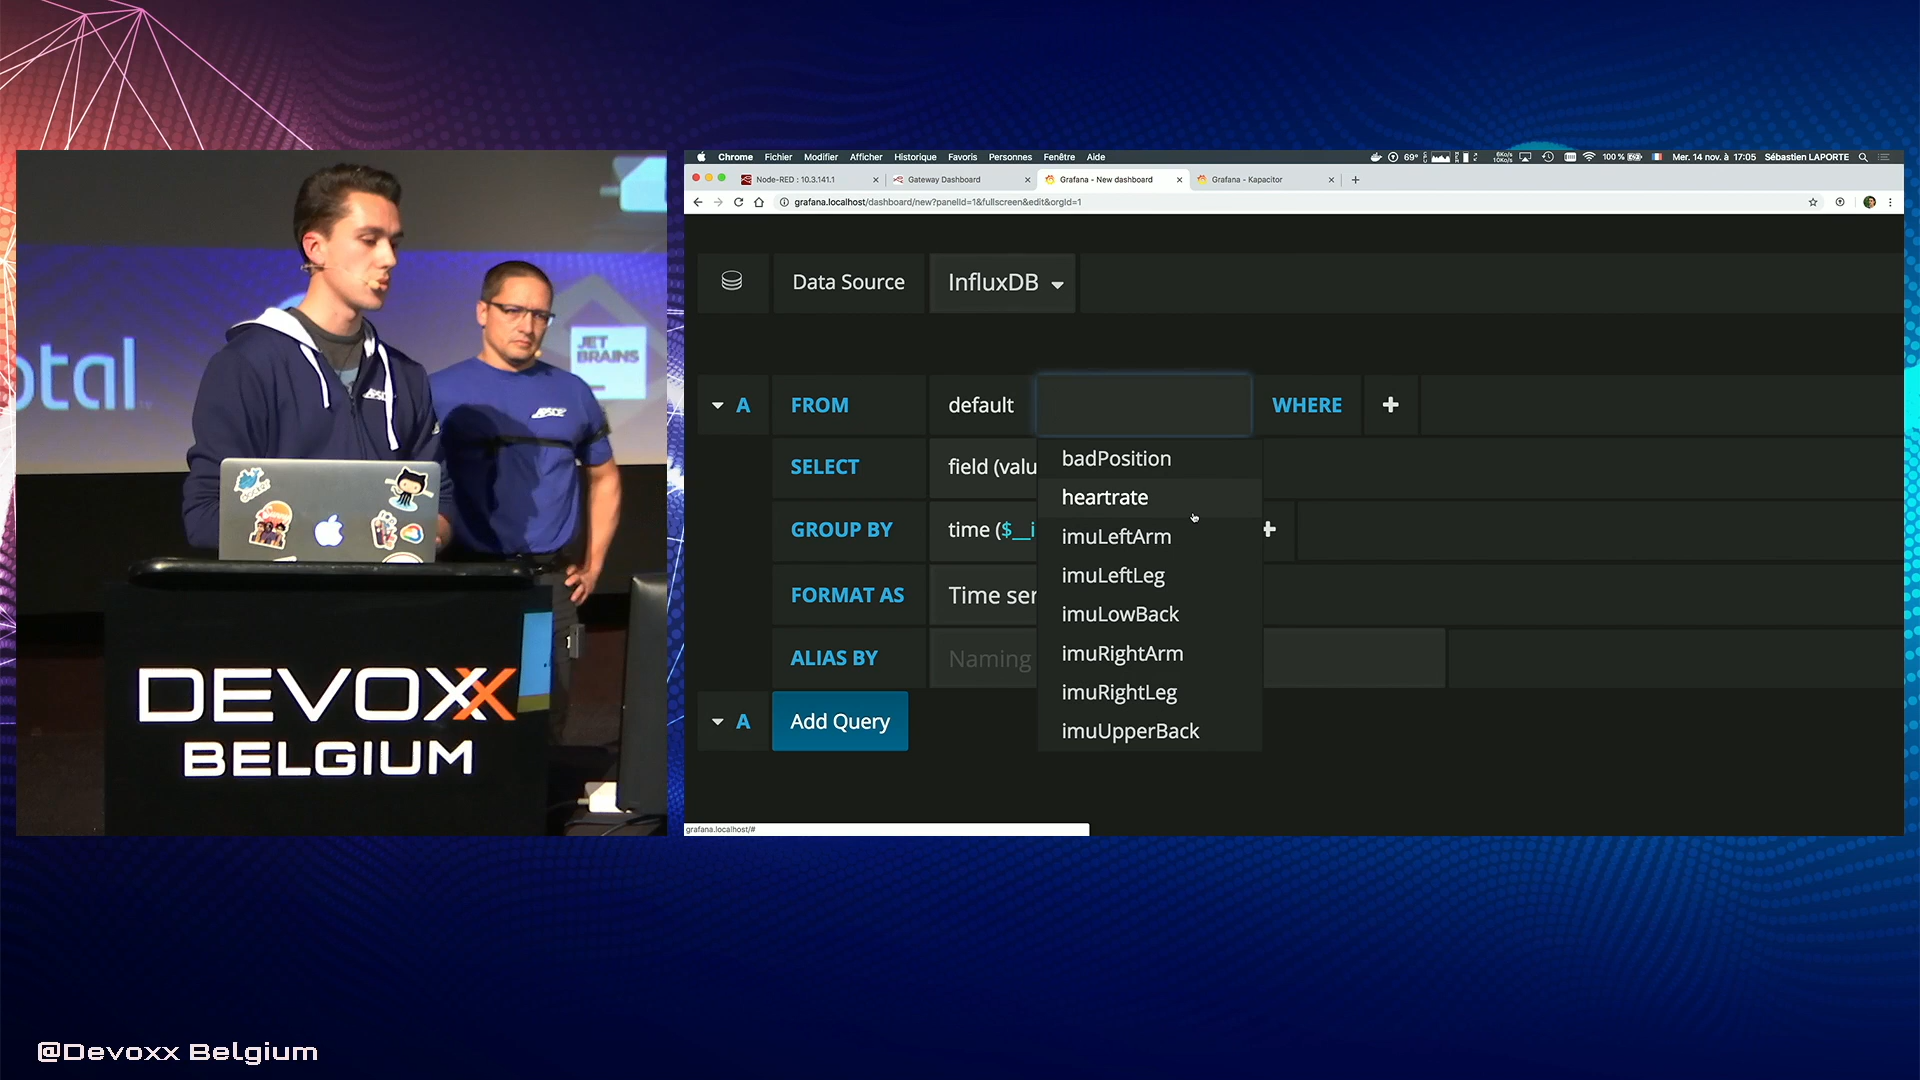 Chrome Fichier Modifier Afficher Historique Favoris Personnes Fenêtre Aide
69° 100 % Mer. 14 nov. à 17:05 Sébastien LAPORTE
Node-RED : 10.3.141.1
Gateway Dashboard
Grafana - New dashboard
Grafana - Kapacitor
grafana.localhost/dashboard/new?panelId=1&fullscreen&edit&orgId=1
Data Source InfluxDB
A FROM default WHERE +
SELECT field (valu
GROUP BY time ($__i +
FORMAT AS Time ser
ALIAS BY Naming
A Add Query
badPosition
heartrate
imuLeftArm
imuLeftLeg
imuLowBack
imuRightArm
imuRightLeg
imuUpperBack
grafana.localhost/#
otal
JET
BRAINS
DEVOXX
BELGIUM
@Devoxx Belgium